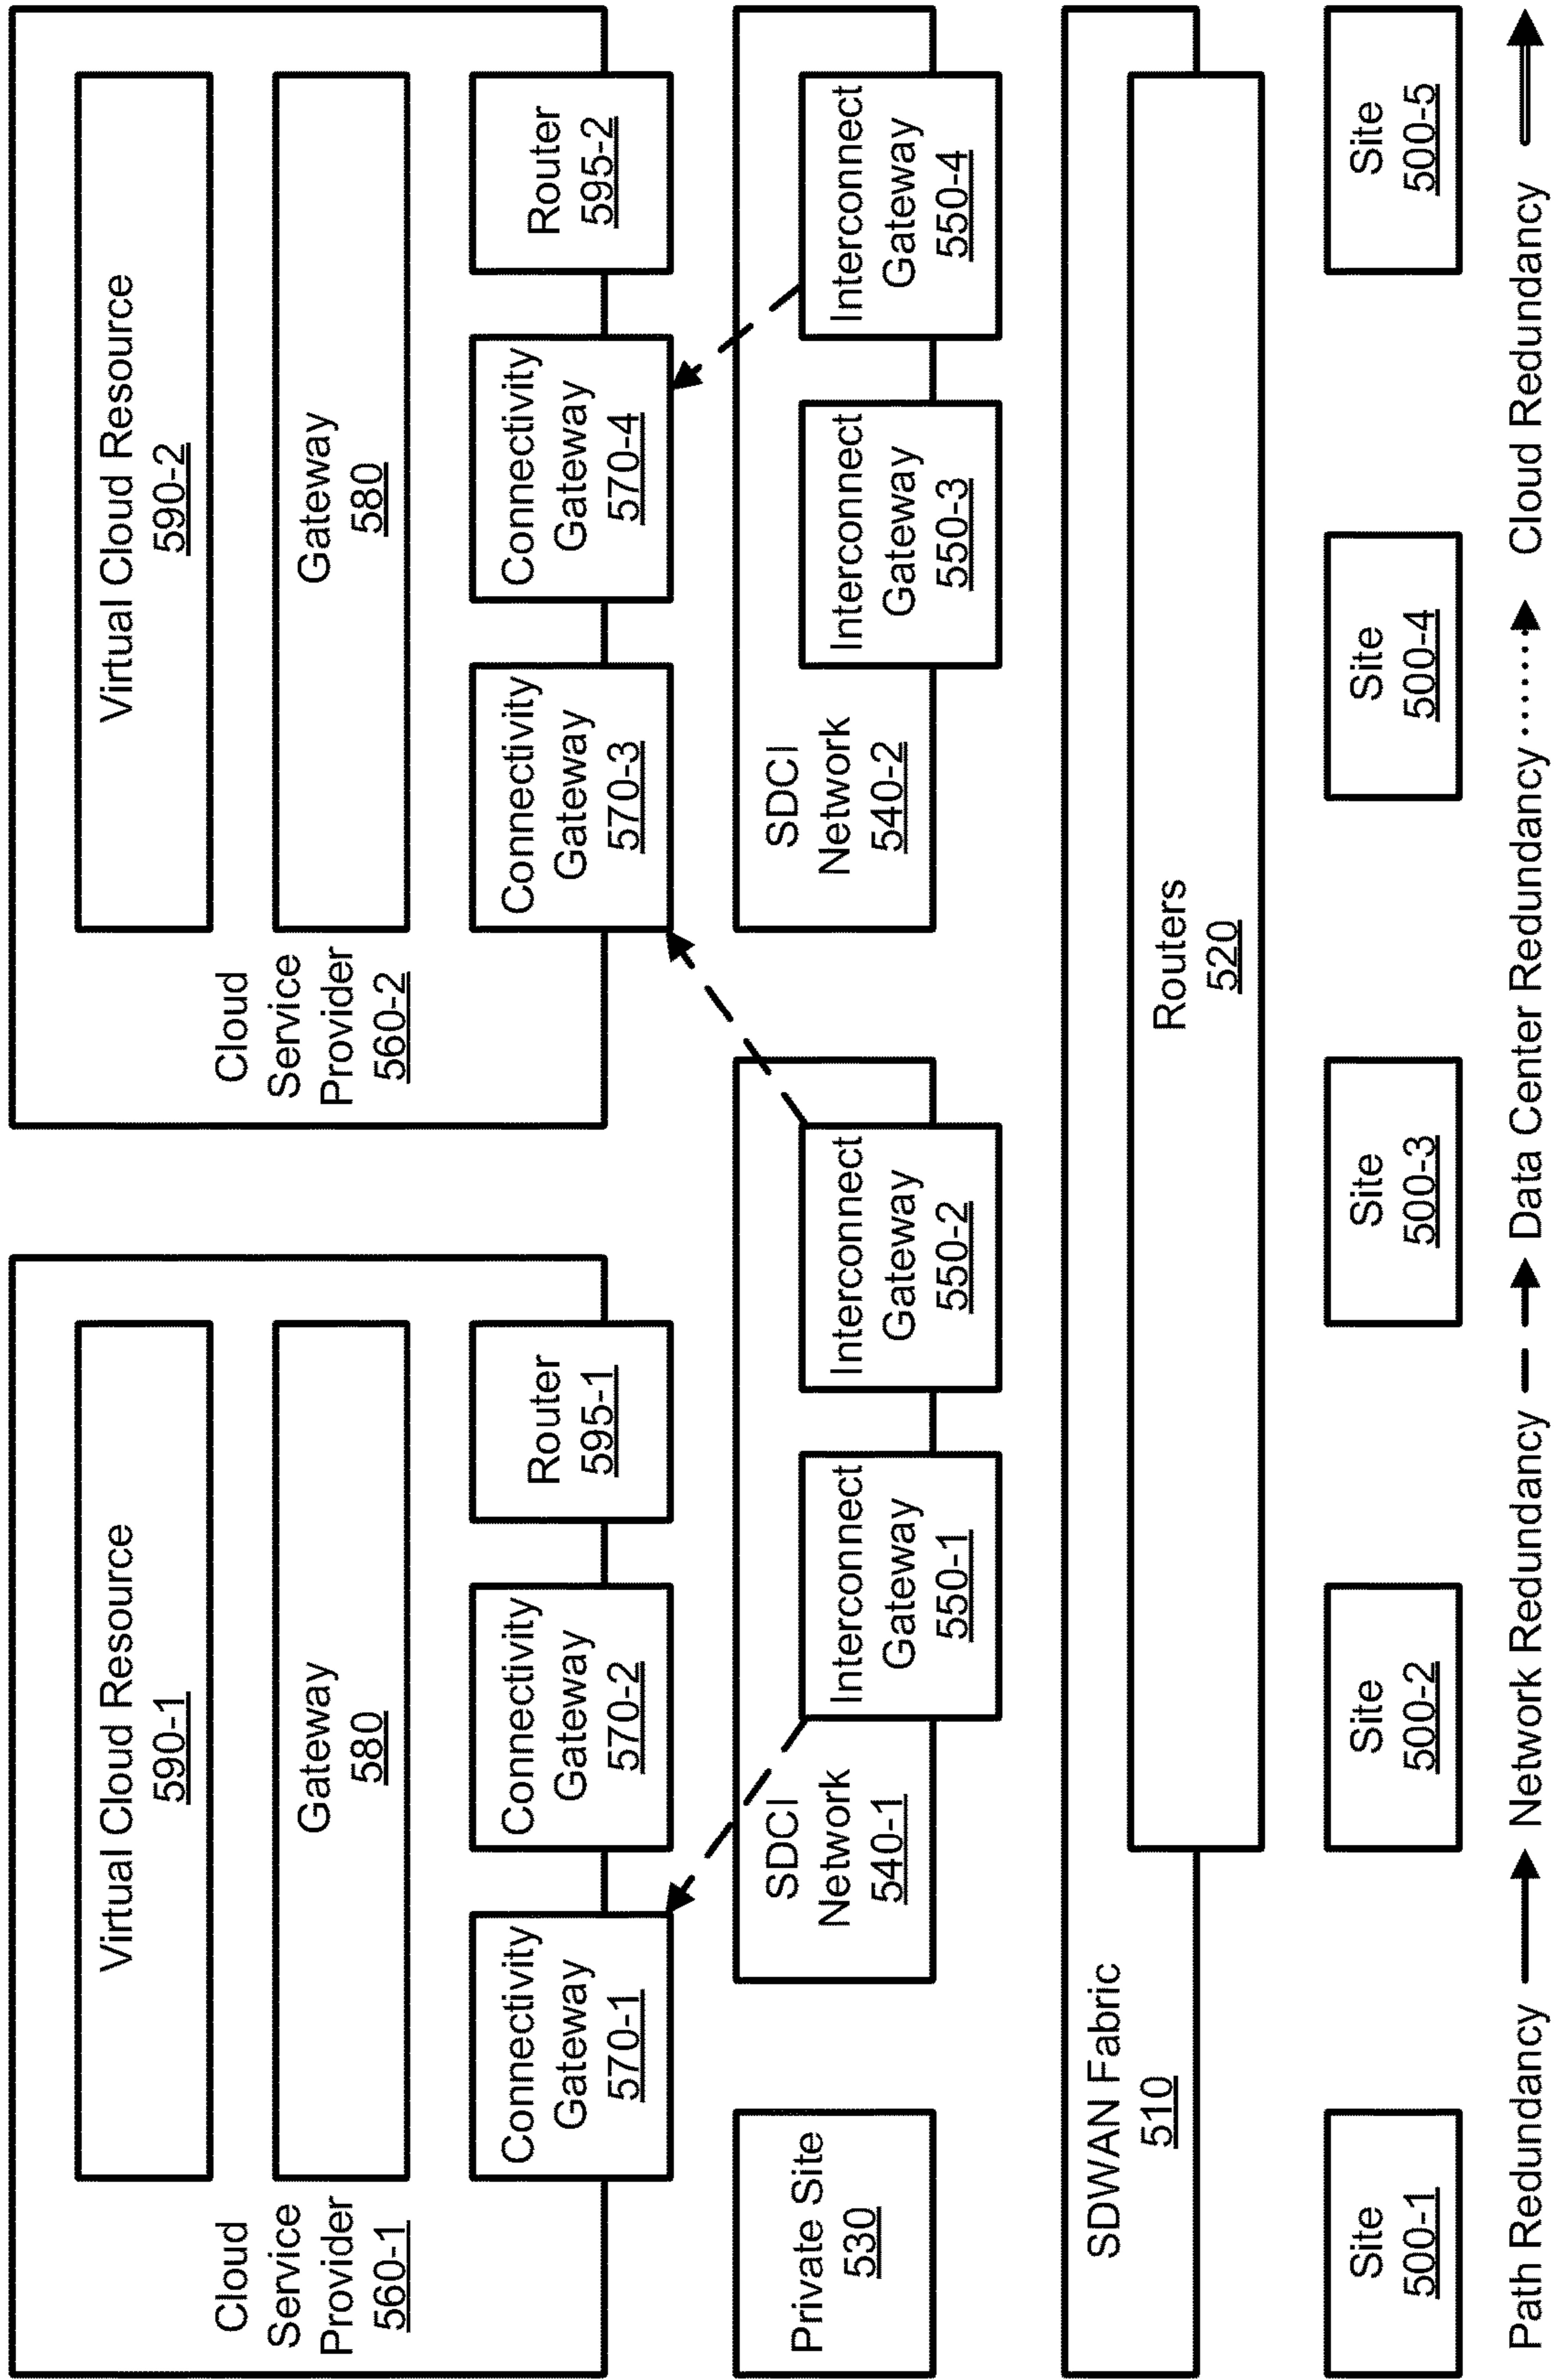 Cloud
Service
Provider
560-1
Virtual Cloud Resource
590-1
Gateway
580
Connectivity
Gateway
570-1
Connectivity
Gateway
570-2
Router
595-1
Cloud
Service
Provider
560-2
Virtual Cloud Resource
590-2
Gateway
580
Connectivity
Gateway
570-3
Connectivity
Gateway
570-4
Router
595-2
Private Site
530
SDCI
Network
540-1
Interconnect
Gateway
550-1
Interconnect
Gateway
550-2
SDCI
Network
540-2
Interconnect
Gateway
550-3
Interconnect
Gateway
550-4
SDWAN Fabric
510
Routers
520
Site
500-1
Site
500-2
Site
500-3
Site
500-4
Site
500-5
Path Redundancy
Network Redundancy
Data Center Redundancy
Cloud Redundancy